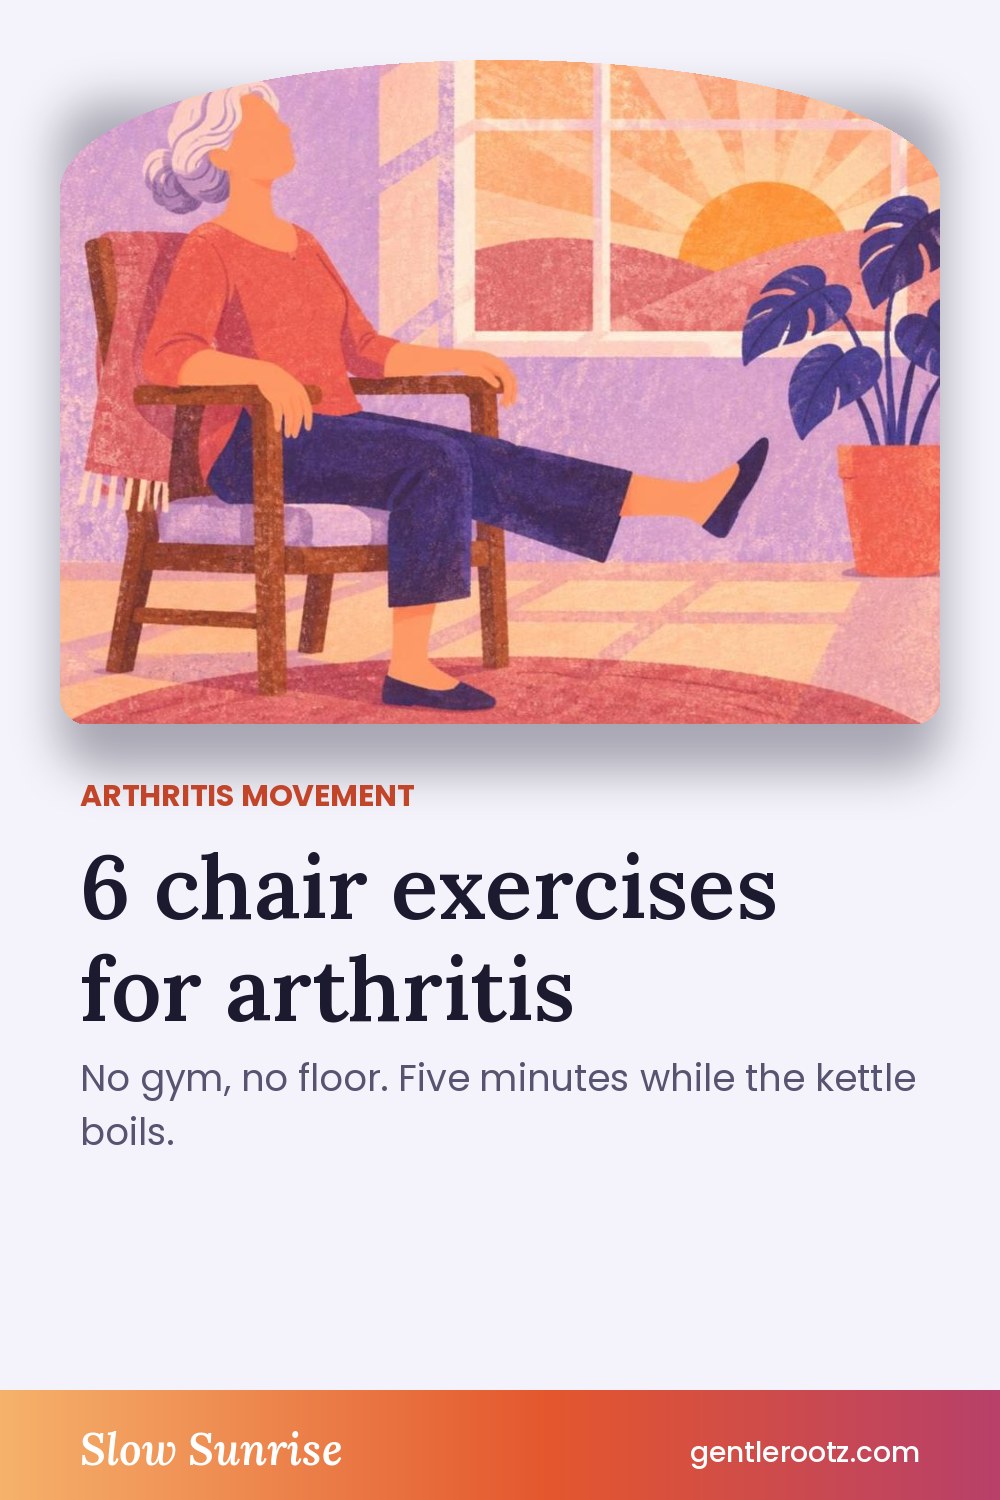 ARTHRITIS MOVEMENT
6 chair exercises
for arthritis
No gym, no floor. Five minutes while the kettle
boils.
Slow Sunrise
gentlerootz.com